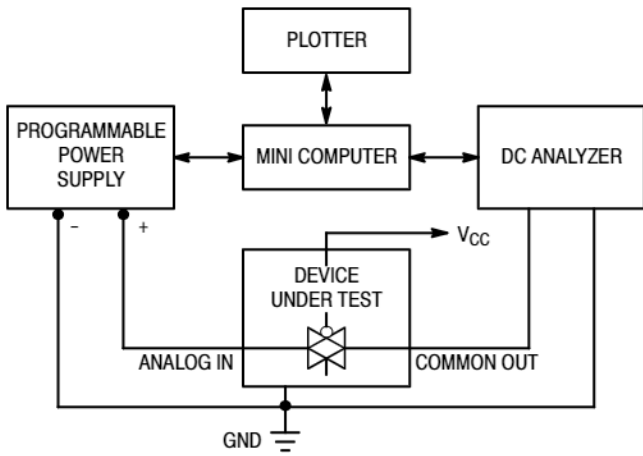 PLOTTER
PROGRAMMABLE
POWER
SUPPLY
MINI COMPUTER
DC ANALYZER
– +
VCC
DEVICE
UNDER TEST
ANALOG IN
COMMON OUT
GND